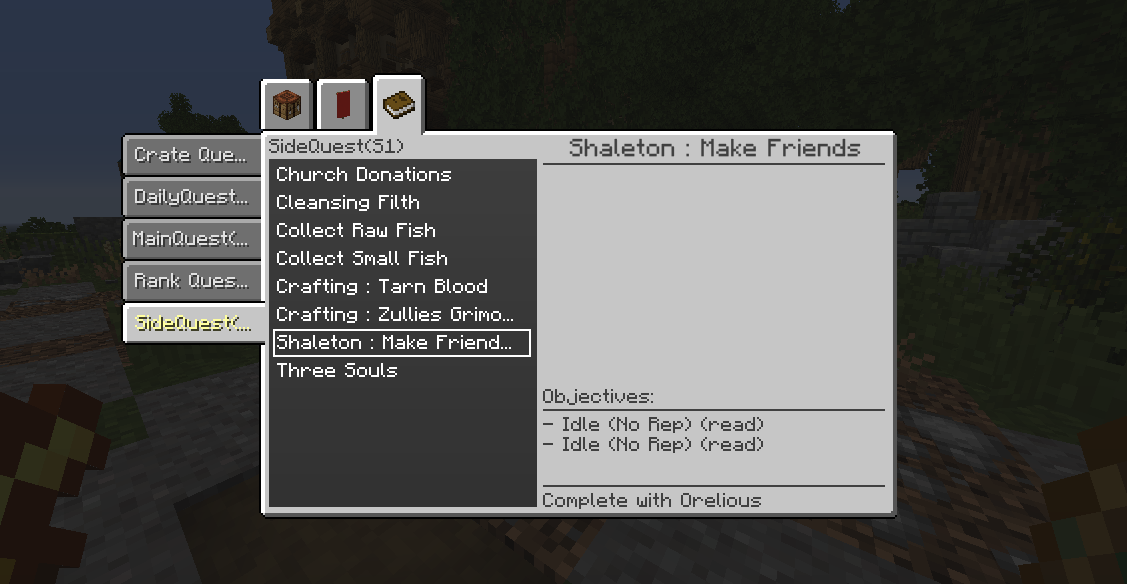 Crate Que...
DailyQuest...
MainQuest(...
Rank Ques...
SideQuest(...
SideQuest(S1)
Church Donations
Cleansing Filth
Collect Raw Fish
Collect Small Fish
Crafting : Tarn Blood
Crafting : Zullies Grimo...
Shaleton : Make Friend...
Three Souls
Shaleton : Make Friends
Objectives:
- Idle (No Rep) (read)
- Idle (No Rep) (read)
Complete with Orelious